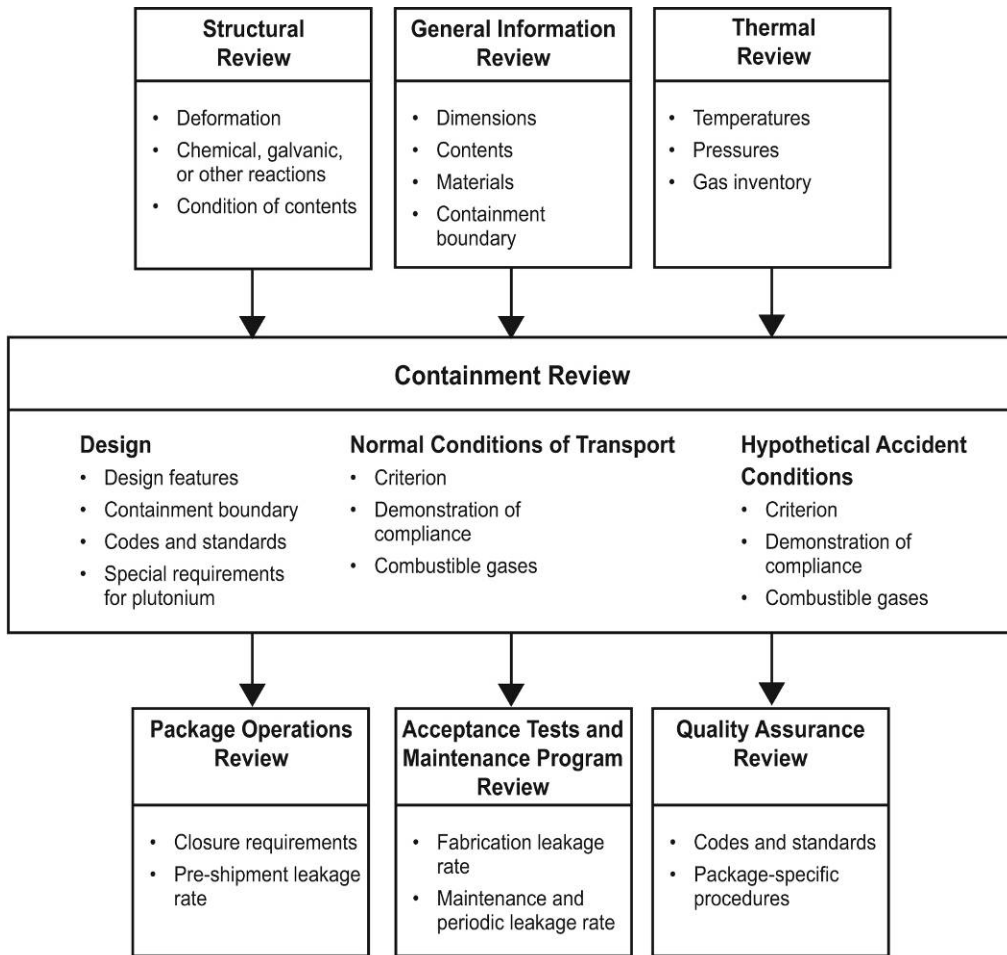 Structural
Review
• Deformation
• Chemical, galvanic,
or other reactions
• Condition of contents
General Information
Review
• Dimensions
• Contents
• Materials
• Containment
boundary
Thermal
Review
• Temperatures
• Pressures
• Gas inventory
Containment Review
Design
• Design features
• Containment boundary
• Codes and standards
• Special requirements
for plutonium
Normal Conditions of Transport
• Criterion
• Demonstration of
compliance
• Combustible gases
Hypothetical Accident
Conditions
• Criterion
• Demonstration of
compliance
• Combustible gases
Package Operations
Review
• Closure requirements
• Pre-shipment leakage
rate
Acceptance Tests and
Maintenance Program
Review
• Fabrication leakage
rate
• Maintenance and
periodic leakage rate
Quality Assurance
Review
• Codes and standards
• Package-specific
procedures